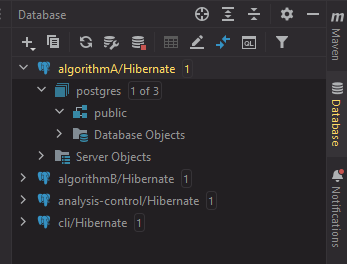 Database
QL
algorithmA/Hibernate 1
postgres 1 of 3
public
Database Objects
Server Objects
algorithmB/Hibernate 1
analysis-control/Hibernate 1
cli/Hibernate 1
Maven
Database
Notifications